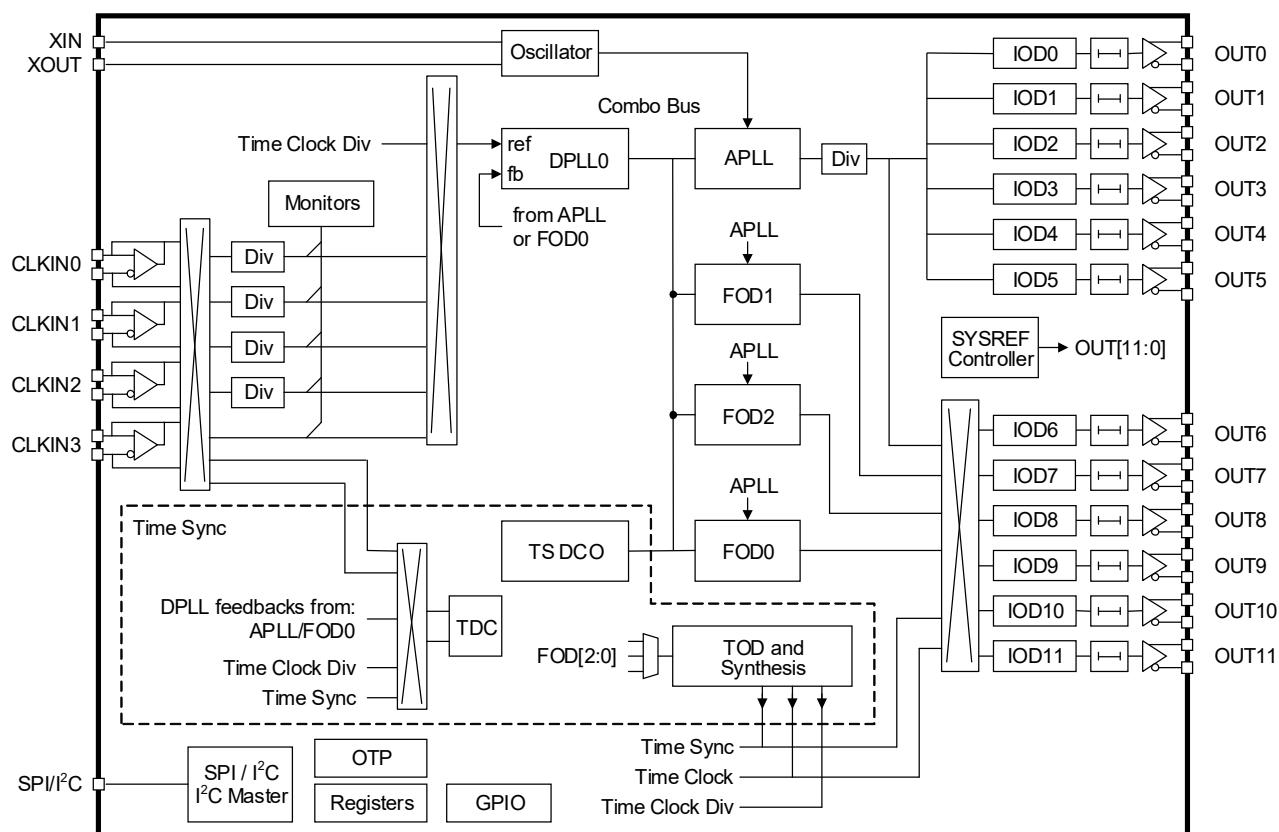 XIN
XOUT
Oscillator
Combo Bus
Time Clock Div
ref
fb
DPLL0
APLL
Div
from APLL
or FOD0
Monitors
CLKIN0
CLKIN1
CLKIN2
CLKIN3
Div
Div
Div
Div
APLL
FOD1
APLL
FOD2
APLL
FOD0
IOD0
OUT0
IOD1
OUT1
IOD2
OUT2
IOD3
OUT3
IOD4
OUT4
IOD5
OUT5
SYSREF
Controller
OUT[11:0]
IOD6
OUT6
IOD7
OUT7
IOD8
OUT8
IOD9
OUT9
IOD10
OUT10
IOD11
OUT11
Time Sync
TS DCO
DPLL feedbacks from:
APLL/FOD0
Time Clock Div
Time Sync
TDC
FOD[2:0]
TOD and
Synthesis
Time Sync
Time Clock
Time Clock Div
SPI/I²C
SPI / I²C
I²C Master
OTP
Registers
GPIO